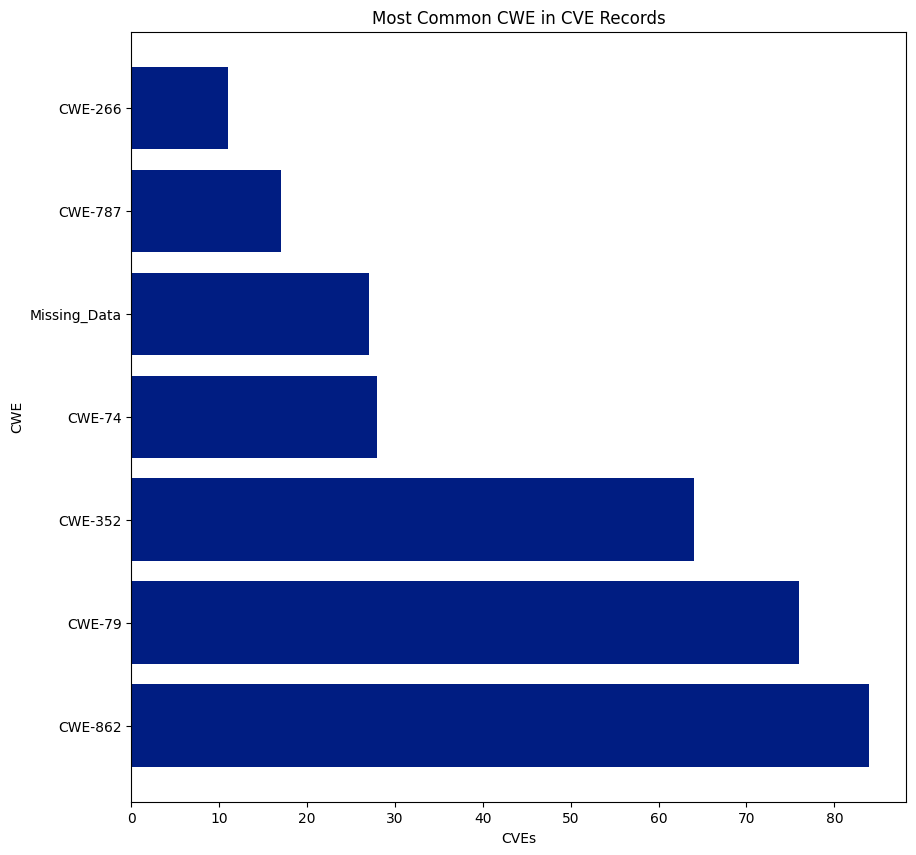 Most Common CWE in CVE Records
CWE-266
CWE-787
Missing_Data
CWE-74
CWE-352
CWE-79
CWE-862
CWE
0 10 20 30 40 50 60 70 80
CVEs